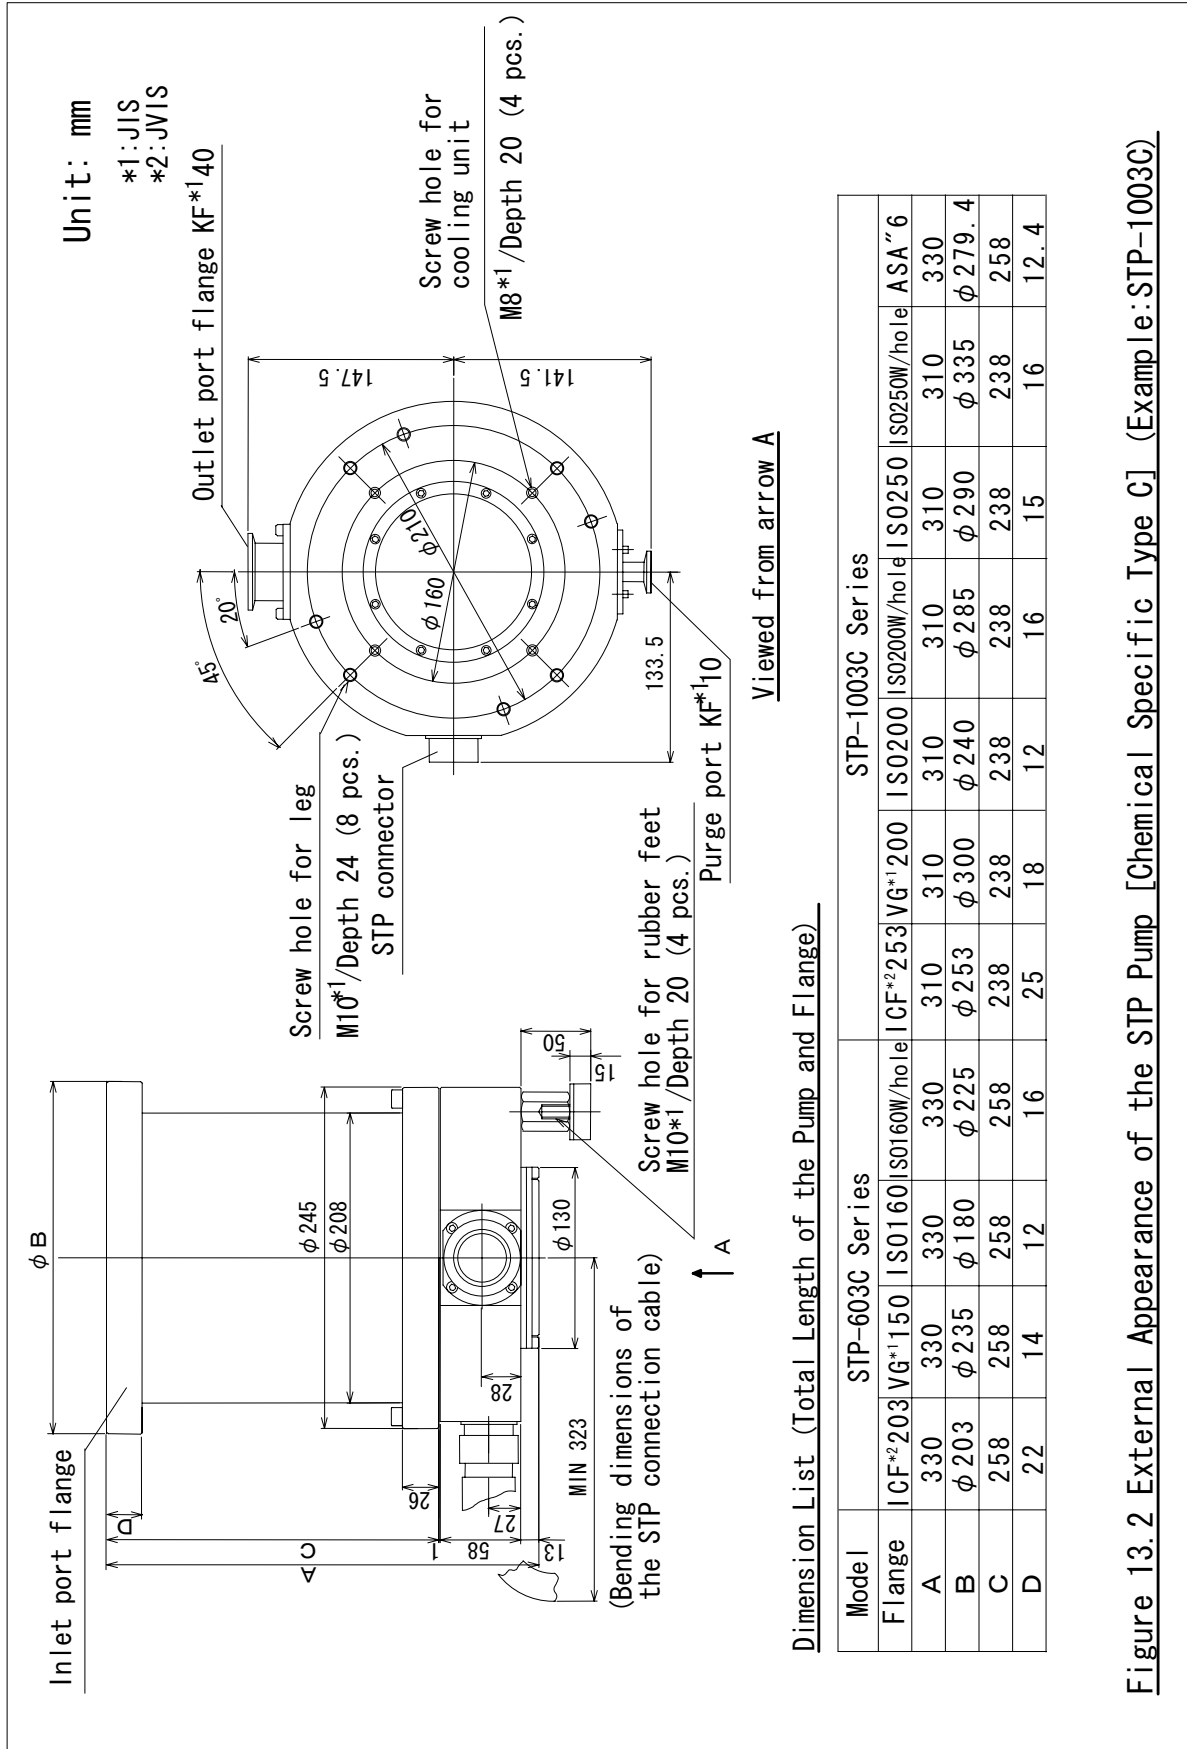 Unit: mm
*1:JIS
*2:JVIS
Inlet port flange
φB
D
C
A
φ245
φ208
26
1
58
13
27
28
MIN 323
(Bending dimensions of
the STP connection cable)
φ130
A
50
15
Screw hole for rubber feet
M10*1/Depth 20 (4 pcs.)
Screw hole for leg
M10*1/Depth 24 (8 pcs.)
STP connector
45°
20°
Outlet port flange KF*140
φ210
φ160
147.5
141.5
133.5
Screw hole for
cooling unit
M8*1/Depth 20 (4 pcs.)
Purge port KF*110
Viewed from arrow A
Dimension List (Total Length of the Pump and Flange)
Model STP-603C Series STP-1003C Series
Flange ICF*2203 VG*1150 ISO160 ISO160W/hole ICF*2253 VG*1200 ISO200 ISO200W/hole ISO250 ISO250W/hole ASA″6
A 330 330 330 330 310 310 310 310 310 310 330
B φ203 φ235 φ180 φ225 φ253 φ300 φ240 φ285 φ290 φ335 φ279.4
C 258 258 258 258 238 238 238 238 238 238 258
D 22 14 12 16 25 18 12 16 15 16 12.4
Figure 13.2 External Appearance of the STP Pump [Chemical Specific Type C] (Example:STP-1003C)